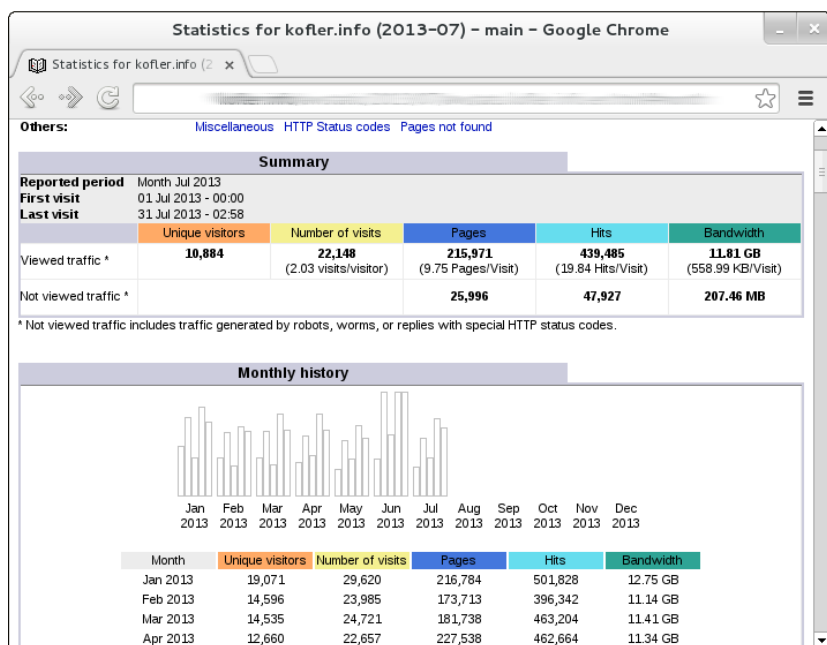 Statistics for kofler.info (2013-07) - main - Google Chrome
Statistics for kofler.info (2
Others: Miscellaneous HTTP Status codes Pages not found
Summary
Reported period Month Jul 2013
First visit 01 Jul 2013 - 00:00
Last visit 31 Jul 2013 - 02:58
Unique visitors Number of visits Pages Hits Bandwidth
Viewed traffic * 10,884 22,148 215,971 439,485 11.81 GB
(2.03 visits/visitor) (9.75 Pages/Visit) (19.84 Hits/Visit) (558.99 KB/Visit)
Not viewed traffic * 25,996 47,927 207.46 MB
* Not viewed traffic includes traffic generated by robots, worms, or replies with special HTTP status codes.
Monthly history
Jan Feb Mar Apr May Jun Jul Aug Sep Oct Nov Dec
2013 2013 2013 2013 2013 2013 2013 2013 2013 2013 2013 2013
Month Unique visitors Number of visits Pages Hits Bandwidth
Jan 2013 19,071 29,620 216,784 501,828 12.75 GB
Feb 2013 14,596 23,985 173,713 396,342 11.14 GB
Mar 2013 14,535 24,721 181,738 463,204 11.41 GB
Apr 2013 12,660 22,657 227,538 462,664 11.34 GB